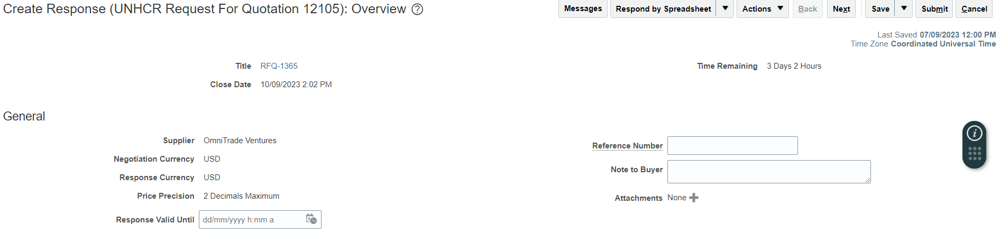 Create Response (UNHCR Request For Quotation 12105): Overview ?
Messages Respond by Spreadsheet Actions Back Next Save Submit Cancel
Last Saved 07/09/2023 12:00 PM
Time Zone Coordinated Universal Time
Title RFQ-1365
Time Remaining 3 Days 2 Hours
Close Date 10/09/2023 2:02 PM
General
Supplier OmniTrade Ventures
Negotiation Currency USD
Response Currency USD
Price Precision 2 Decimals Maximum
Response Valid Until dd/mm/yyyy h:mm a
Reference Number
Note to Buyer
Attachments None
i